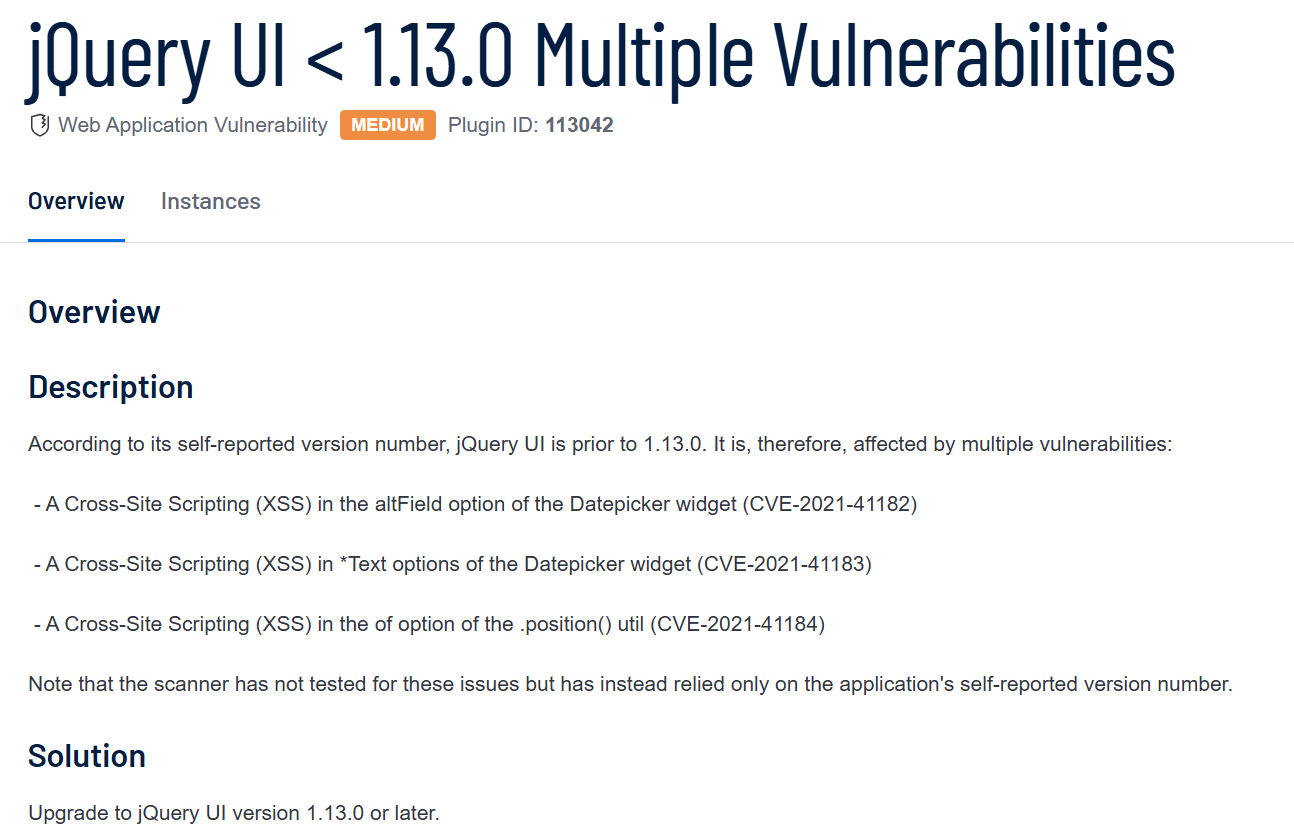 jQuery UI < 1.13.0 Multiple Vulnerabilities
Web Application Vulnerability MEDIUM Plugin ID: 113042
Overview Instances
Overview
Description
According to its self-reported version number, jQuery UI is prior to 1.13.0. It is, therefore, affected by multiple vulnerabilities:
- A Cross-Site Scripting (XSS) in the altField option of the Datepicker widget (CVE-2021-41182)
- A Cross-Site Scripting (XSS) in *Text options of the Datepicker widget (CVE-2021-41183)
- A Cross-Site Scripting (XSS) in the of option of the .position() util (CVE-2021-41184)
Note that the scanner has not tested for these issues but has instead relied only on the application's self-reported version number.
Solution
Upgrade to jQuery UI version 1.13.0 or later.